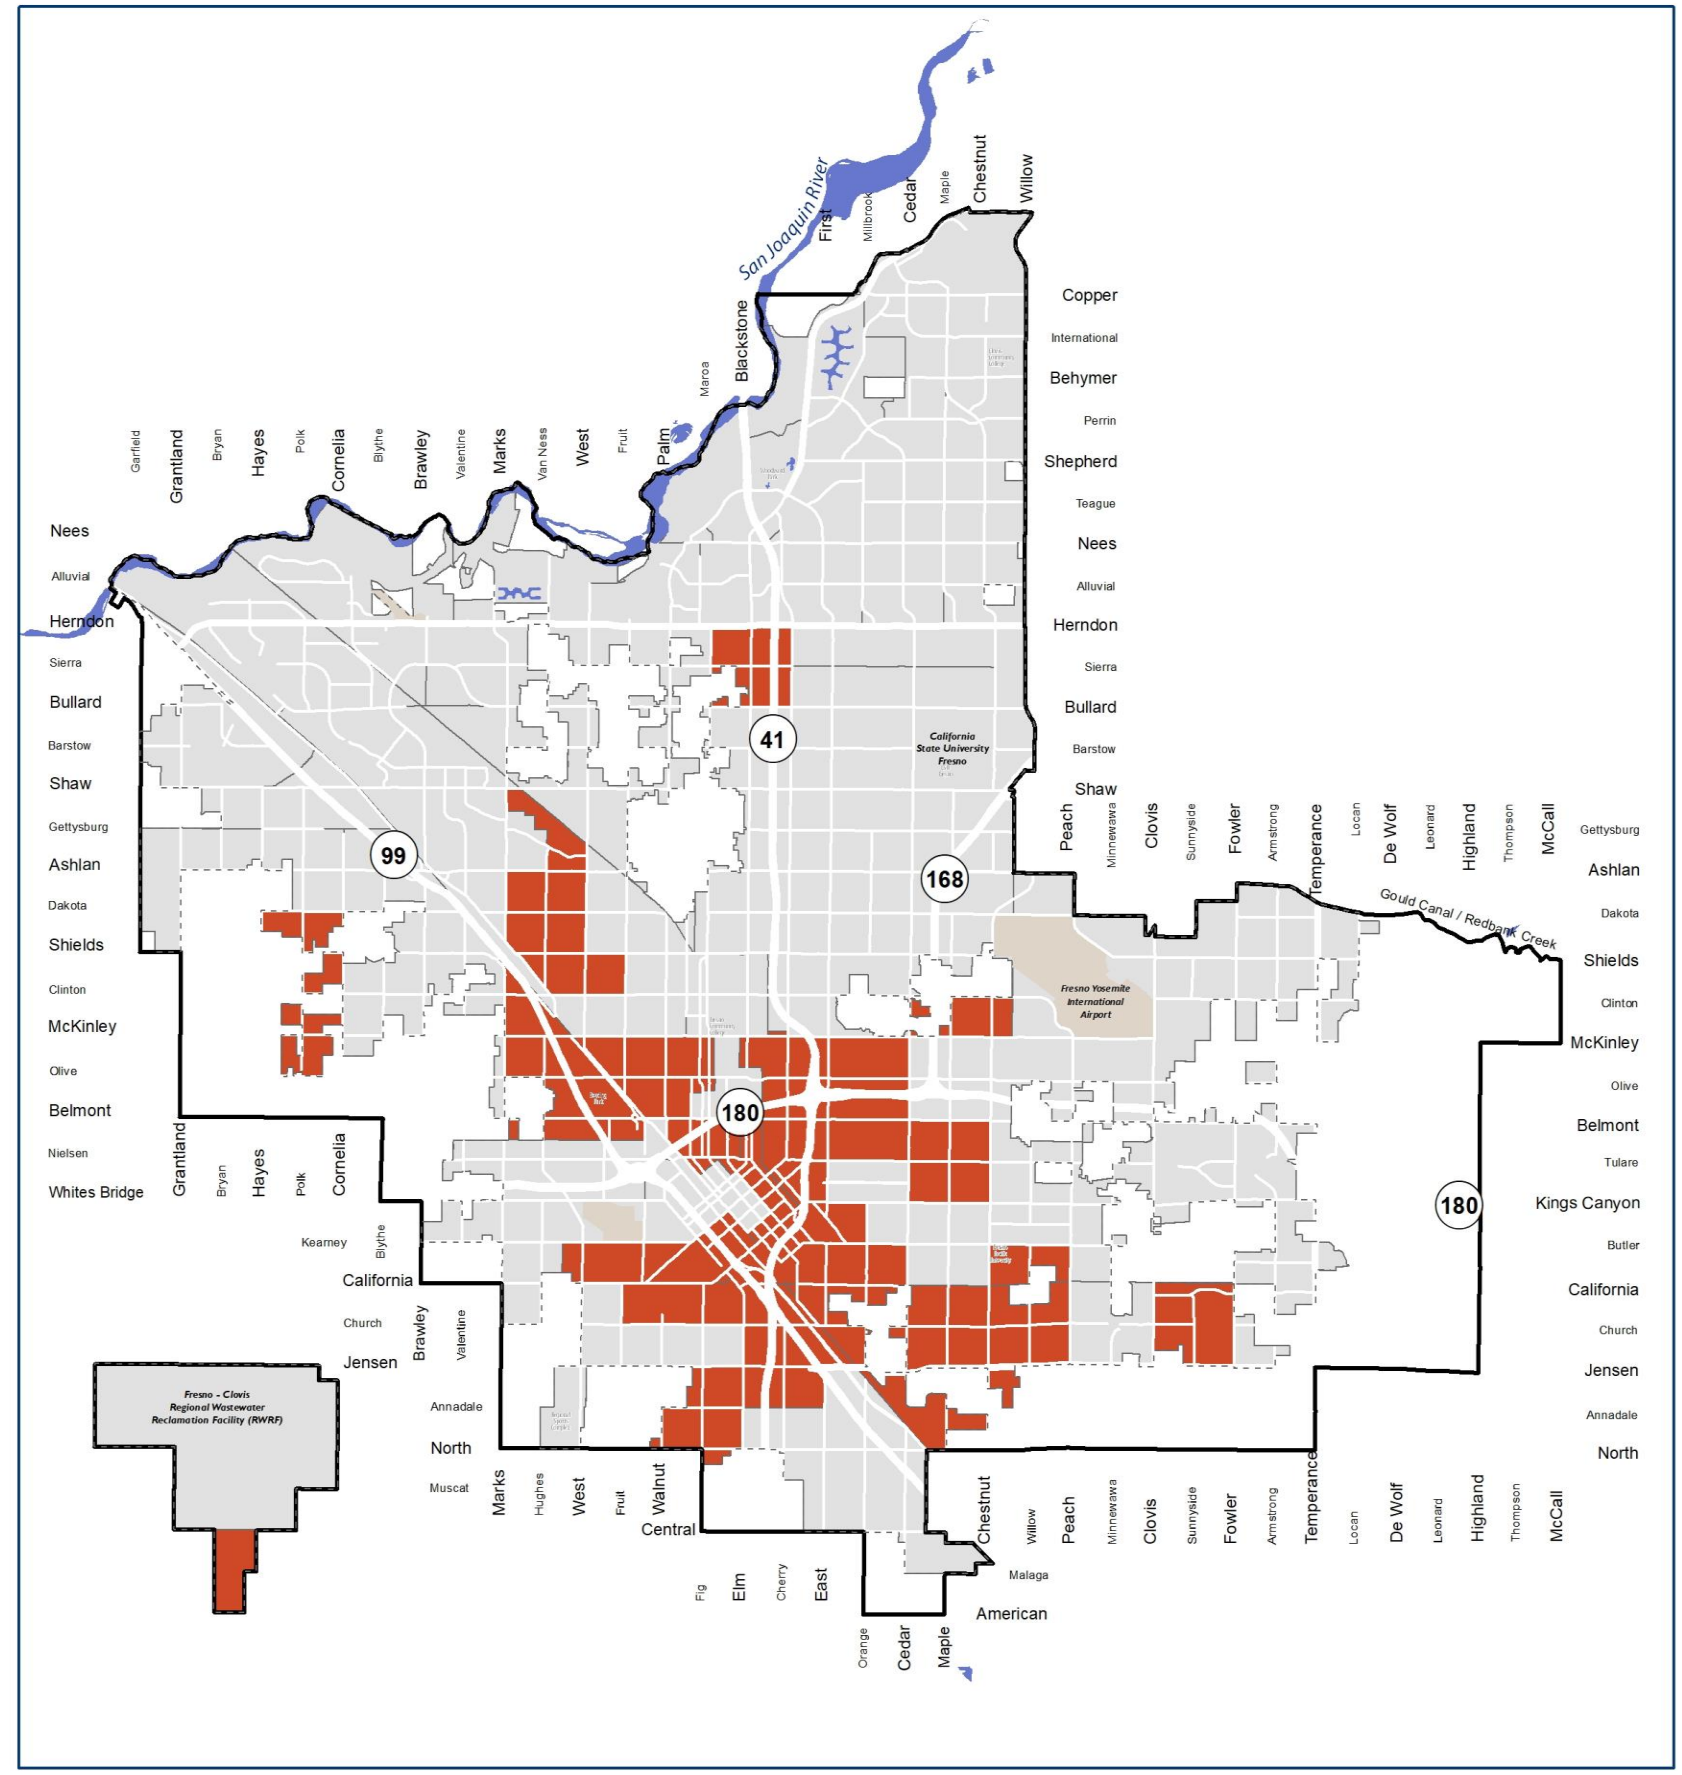 San Joaquin River
First
Millbrook
Cedar
Maple
Chestnut
Willow
Copper
International
Behymer
Perrin
Shepherd
Teague
Nees
Alluvial
Herndon
Sierra
Bullard
Barstow
Shaw
Maroa
Blackstone
Garfield
Grantland
Bryan
Hayes
Polk
Cornelia
Blythe
Brawley
Valentine
Marks
Van Ness
West
Fruit
Palm
Nees
Alluvial
Herndon
Sierra
Bullard
Barstow
Shaw
Gettysburg
Ashlan
Dakota
Shields
Clinton
McKinley
Olive
Belmont
Nielsen
Whites Bridge
41
California
State University
Fresno
99
168
180
180
Peach
Minnewawa
Clovis
Sunnyside
Fowler
Armstrong
Temperance
Locan
De Wolf
Leonard
Highland
Thompson
McCall
Gould Canal / Redbank Creek
Gettysburg
Ashlan
Dakota
Shields
Clinton
McKinley
Olive
Belmont
Tulare
Kings Canyon
Butler
California
Church
Jensen
Annadale
North
Fresno Yosemite
International
Airport
Grantland
Bryan
Hayes
Polk
Cornelia
Kearney
Blythe
California
Church
Brawley
Valentine
Jensen
Annadale
North
Muscat
Fresno - Clovis
Regional Wastewater
Reclamation Facility (RWRF)
Marks
Hughes
West
Fruit
Walnut
Central
Fig
Elm
Cherry
East
Orange
Cedar
Maple
Malaga
American
Chestnut
Willow
Peach
Minnewawa
Clovis
Sunnyside
Fowler
Armstrong
Temperance
Locan
De Wolf
Leonard
Highland
Thompson
McCall